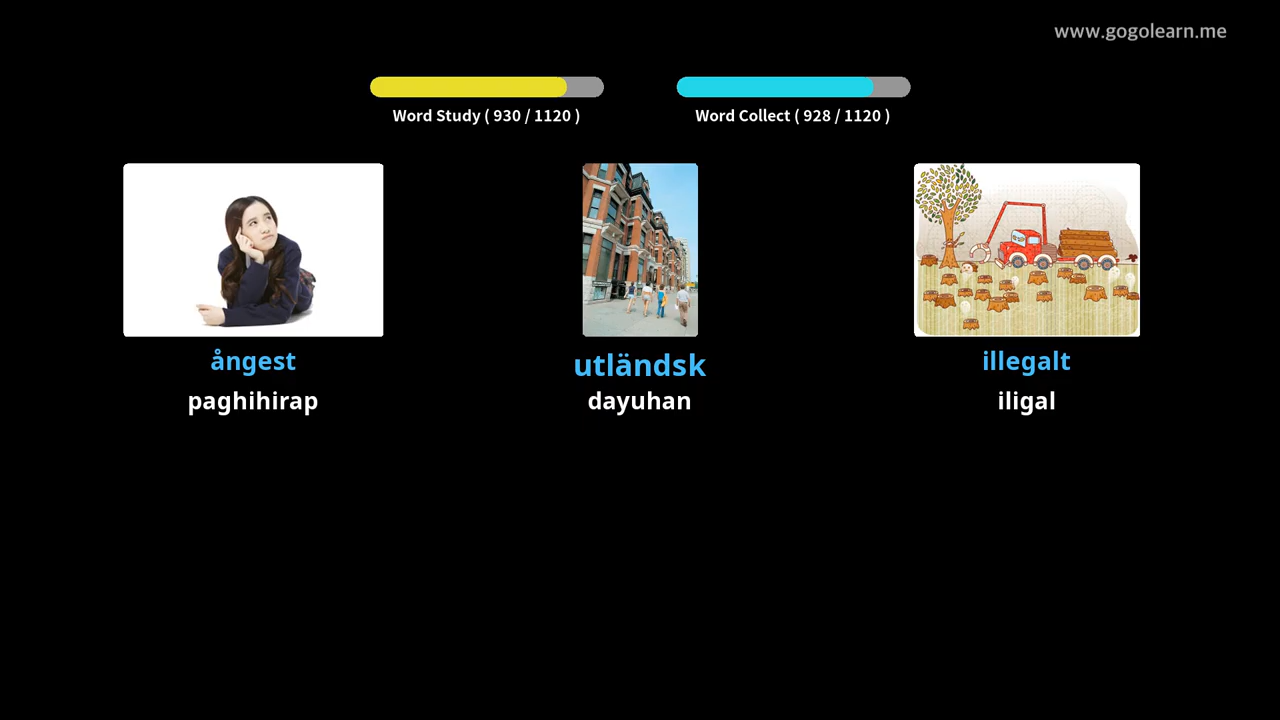 www.gogolearn.me
Word Study ( 930 / 1120 )
Word Collect ( 928 / 1120 )
ångest
utländsk
illegalt
paghihirap
dayuhan
iligal